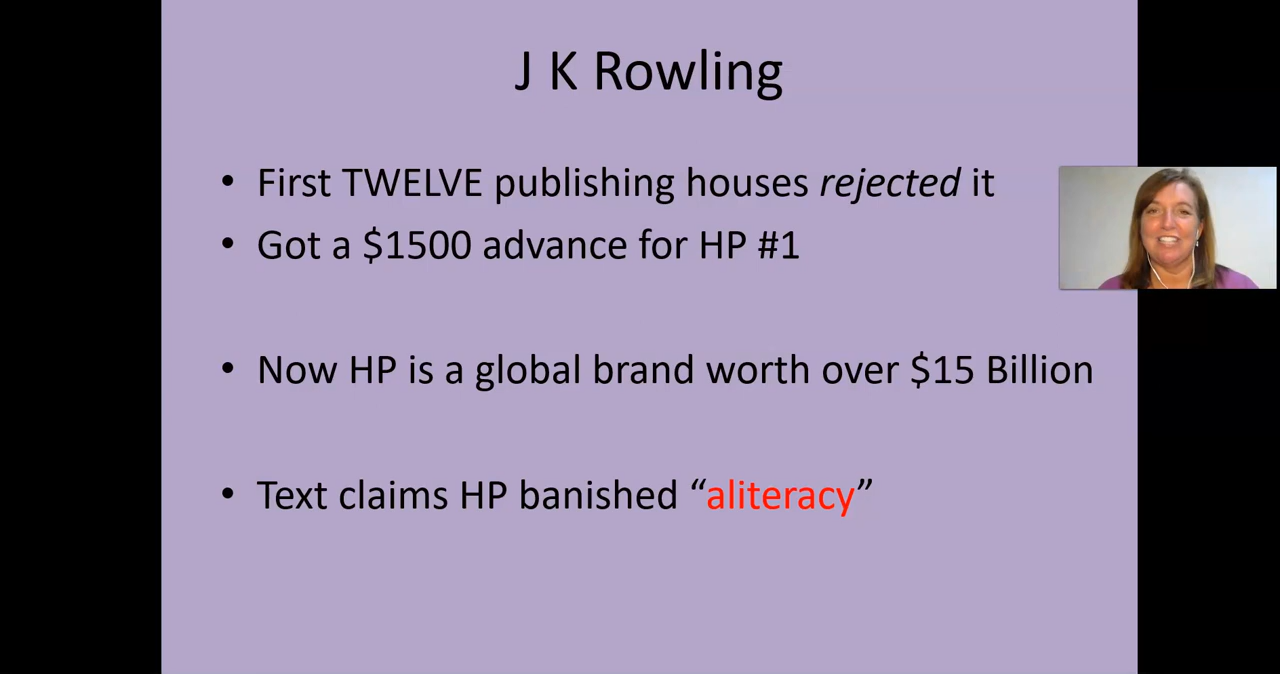 J K Rowling
• First TWELVE publishing houses rejected it
• Got a $1500 advance for HP #1
• Now HP is a global brand worth over $15 Billion
• Text claims HP banished “aliteracy”